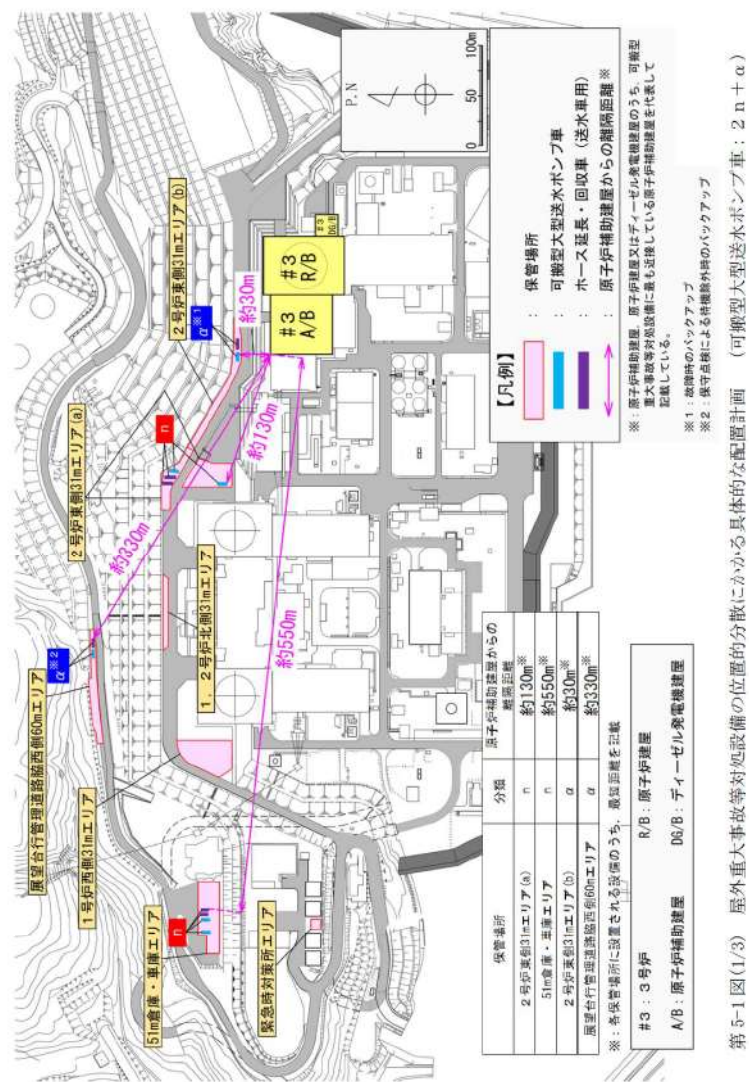 展望台行管理道路脇西側60mエリア
α※2
2号炉東側31mエリア(a)
n
2号炉東側31mエリア(b)
α※1
約330m
約130m
約30m
約550m
1号炉西側31mエリア
1、2号炉北側31mエリア
51m倉庫・車庫エリア
n
緊急時対策所エリア
#3
A/B
#3
R/B
#3
DG/B
P.N
0 50 100m
【凡例】
: 保管場所
: 可搬型大型送水ポンプ車
: ホース延長・回収車（送水車用）
: 原子炉補助建屋からの離隔距離※
※：原子炉補助建屋、原子炉建屋又はディーゼル発電機建屋のうち、可搬型
重大事故等対処設備に最も近接している原子炉補助建屋を代表して
記載している。
※1：故障時のバックアップ
※2：保守点検による待機除外時のバックアップ
保管場所 分類 原子炉補助建屋からの
離隔距離
2号炉東側31mエリア(a) n 約130m※
51m倉庫・車庫エリア n 約550m※
2号炉東側31mエリア(b) α 約30m※
展望台行管理道路脇西側60mエリア α 約330m※
※：各保管場所に設置される設備のうち、最短距離を記載
#3：3号炉 R/B：原子炉建屋
A/B：原子炉補助建屋 DG/B：ディーゼル発電機建屋
第5-1図(1/3) 屋外重大事故等対処設備の位置的分散にかかる具体的な配置計画 （可搬型大型送水ポンプ車：2n+α）